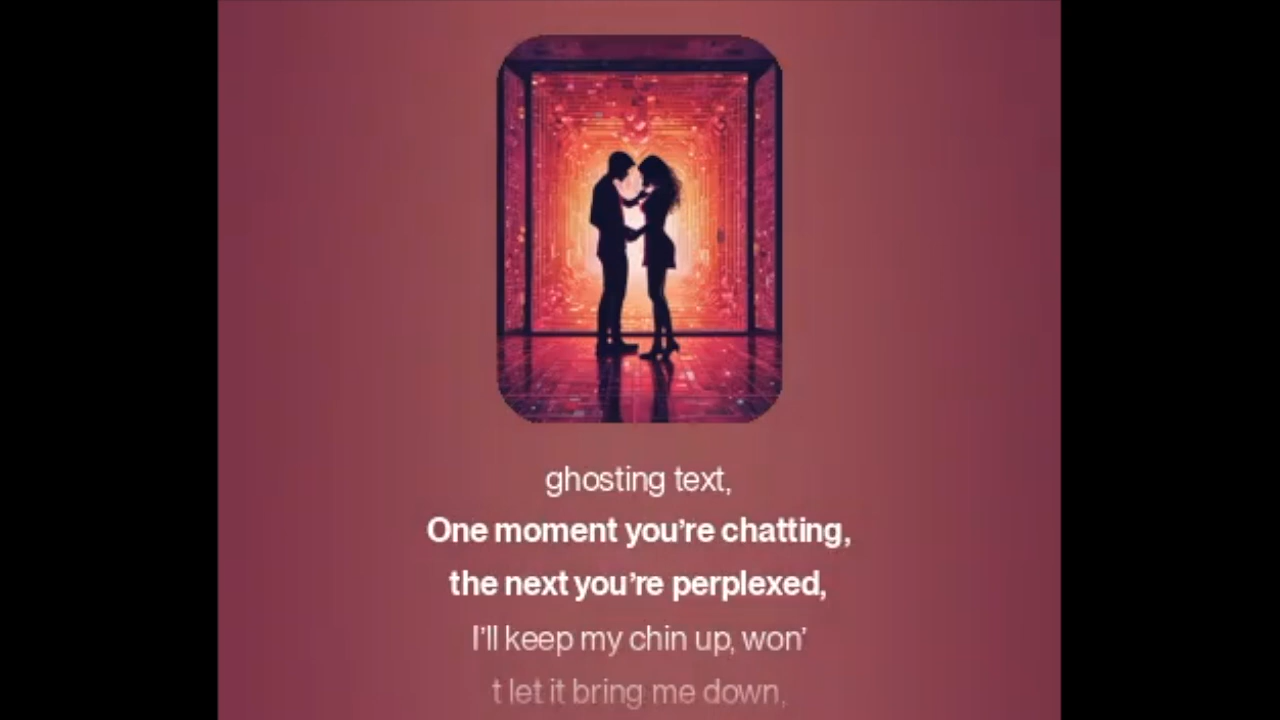 ghosting text,
One moment you’re chatting,
the next you’re perplexed,
I’ll keep my chin up, won’
t let it bring me down,